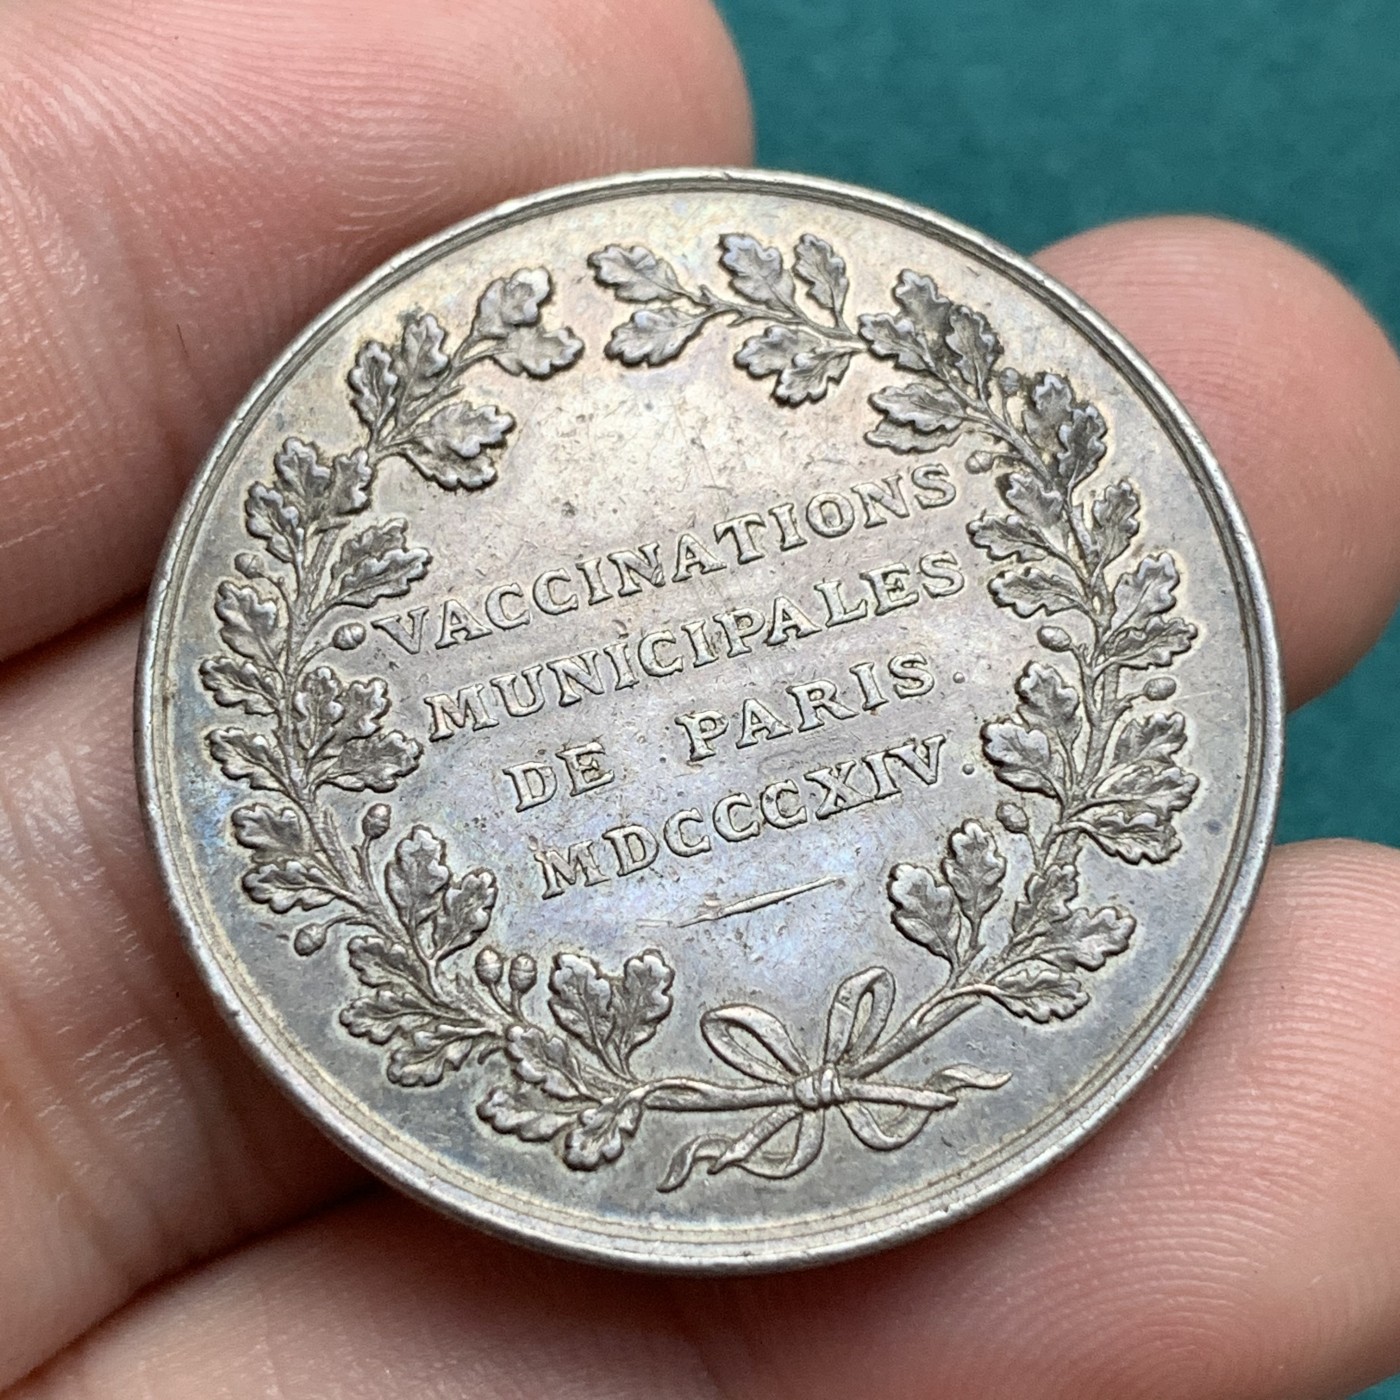 VACCINATIONS
MUNICIPALES
DE PARIS.
MDCCCXIV.